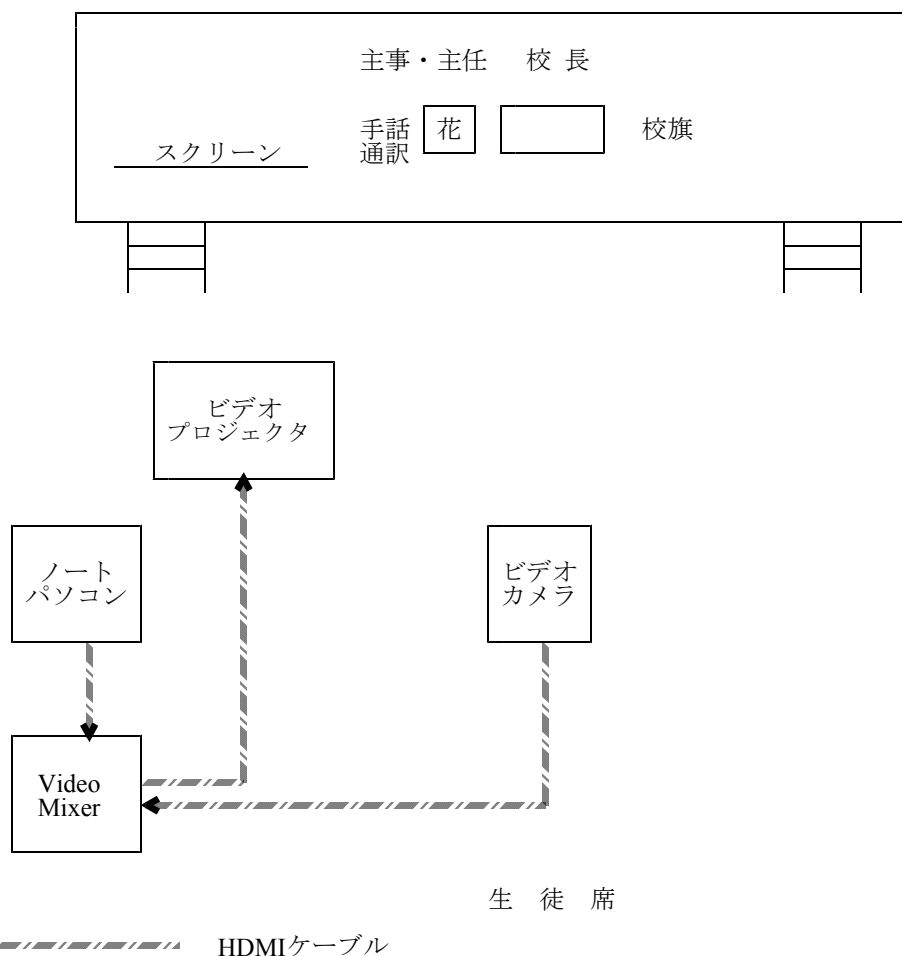 主事・主任 校 長
手話
通訳
花
校旗
スクリーン
ビデオ
プロジェクタ
ノート
パソコン
ビデオ
カメラ
Video
Mixer
生 徒 席
HDMIケーブル